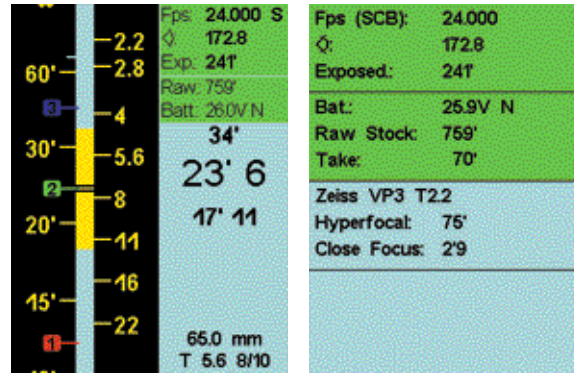 2.2
60' 2.8
3 4
30' 5.6
2 8
20' 11
16
15' 22
1
Fps: 24.000 S
172.8
Exp: 241'
Raw: 759'
Batt: 26.0V N
34'
23' 6
17' 11
65.0 mm
T 5.6 8/10
Fps (SCB): 24.000
172.8
Exposed.: 241'
Bat.: 25.9V N
Raw Stock: 759'
Take: 70'
Zeiss VP3 T2.2
Hyperfocal: 75'
Close Focus: 2'9